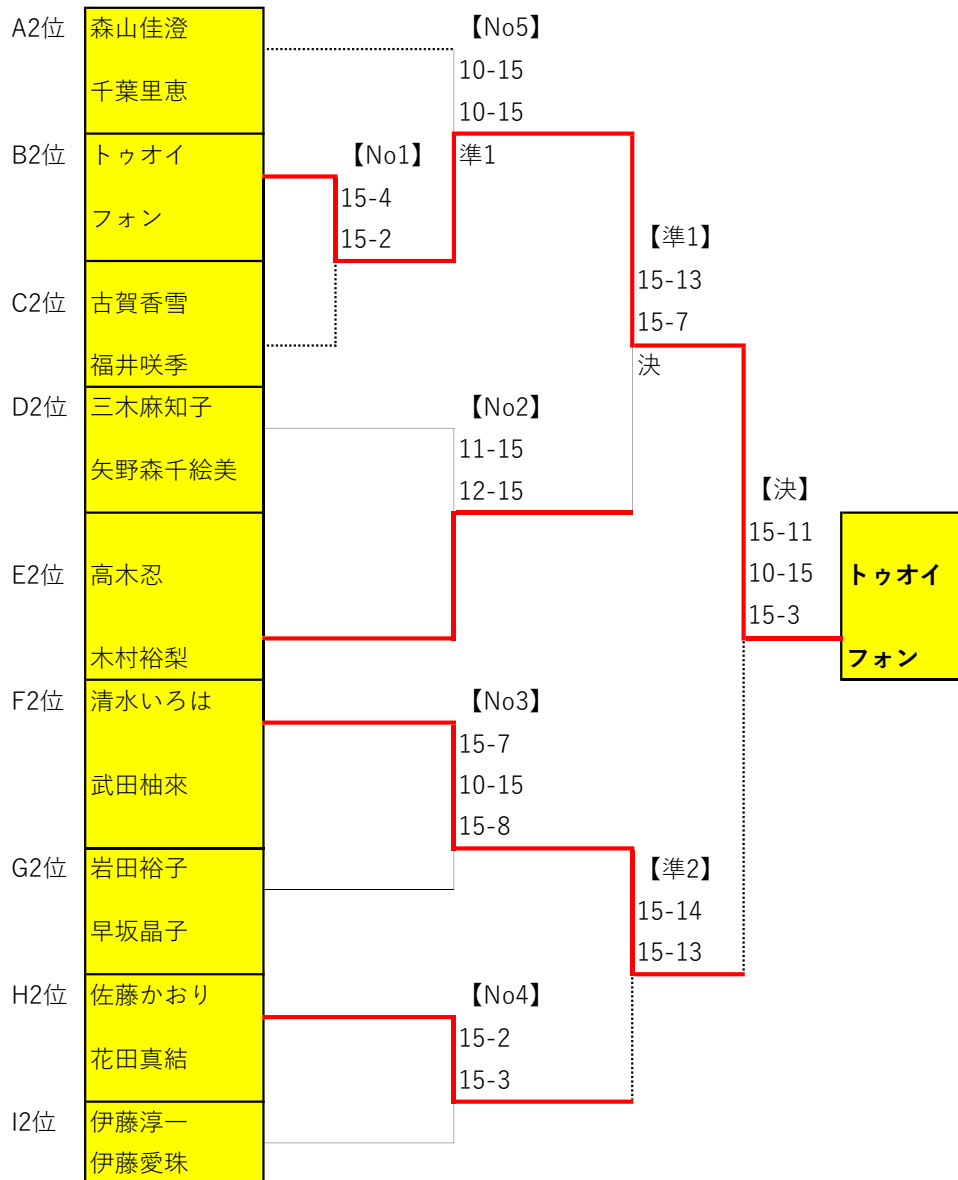 A2位
森山佳澄
千葉里恵
【No5】
10-15
10-15
B2位
トゥオイ
フォン
【No1】
15-4
15-2
準1
【準1】
15-13
15-7
C2位
古賀香雪
福井咲季
決
D2位
三木麻知子
矢野森千絵美
【No2】
11-15
12-15
【決】
15-11
10-15
15-3
トゥオイ
フォン
E2位
高木忍
木村裕梨
F2位
清水いろは
武田柚來
【No3】
15-7
10-15
15-8
G2位
岩田裕子
早坂晶子
【準2】
15-14
15-13
H2位
佐藤かおり
花田真結
【No4】
15-2
15-3
I2位
伊藤淳一
伊藤愛珠